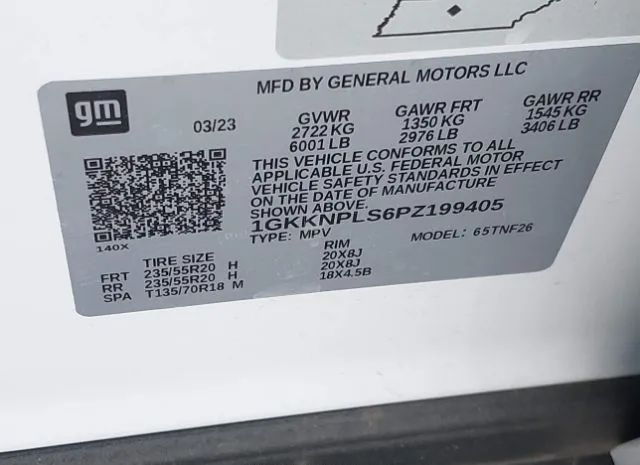 MFD BY GENERAL MOTORS LLC
gm
03/23
GVWR
2722 KG
6001 LB
GAWR FRT
1350 KG
2976 LB
GAWR RR
1545 KG
3406 LB
THIS VEHICLE CONFORMS TO ALL
APPLICABLE U.S. FEDERAL MOTOR
VEHICLE SAFETY STANDARDS IN EFFECT
ON THE DATE OF MANUFACTURE
SHOWN ABOVE.
1GKKNPLS6PZ199405
TYPE: MPV
MODEL: 65TNF26
140X
TIRE SIZE
RIM
FRT 235/55R20 H 20X8J
RR 235/55R20 H 20X8J
SPA T135/70R18 M 18X4.5B